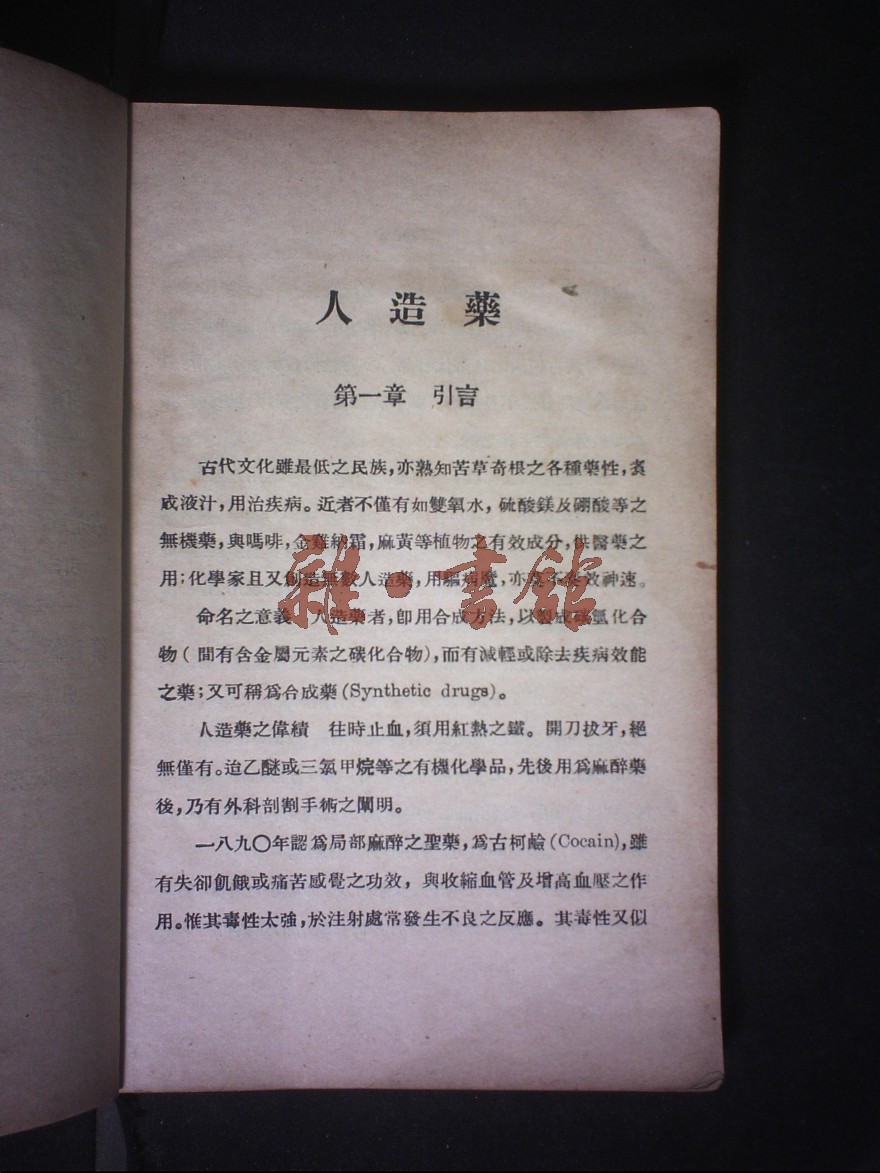 人造藥
第一章 引言
古代文化雖最低之民族，亦熟知苦草奇根之各種藥性，煑
成液汁，用治疾病。近者不僅有如雙氧水，硫酸鎂及硼酸等之
無機藥，與嗎啡，金雞納霜，麻黃等植物之有效成分，供醫藥之
用；化學家且又創造無數人造藥，用驅病魔，亦莫不奏效神速。
命名之意義 人造藥者，卽用合成方法，以製成碳氫化合
物（間有含金屬元素之碳化合物），而有減輕或除去疾病效能
之藥；又可稱爲合成藥(Synthetic drugs)。
人造藥之偉績 往時止血，須用紅熱之鐵。開刀拔牙，絕
無僅有。迨乙醚或三氯甲烷等之有機化學品，先後用爲麻醉藥
後，乃有外科剖割手術之闡明。
一八九〇年認爲局部麻醉之聖藥，爲古柯鹼(Cocain)，雖
有失卻飢餓或痛苦感覺之功效，與收縮血管及增高血壓之作
用。惟其毒性太強，於注射處常發生不良之反應。其毒性又似
雜·書館